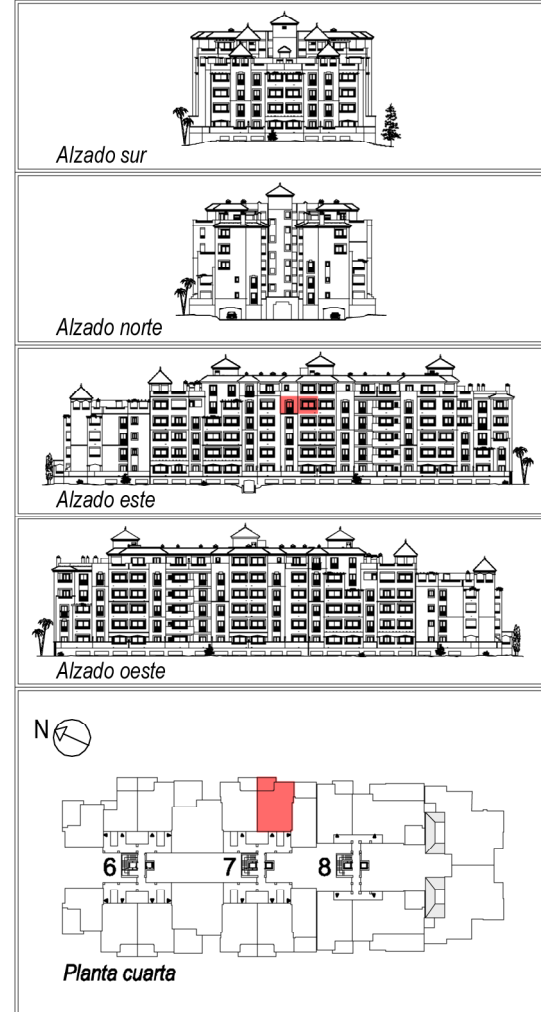 Alzado sur
Alzado norte
Alzado este
Alzado oeste
N
6 7 8
Planta cuarta